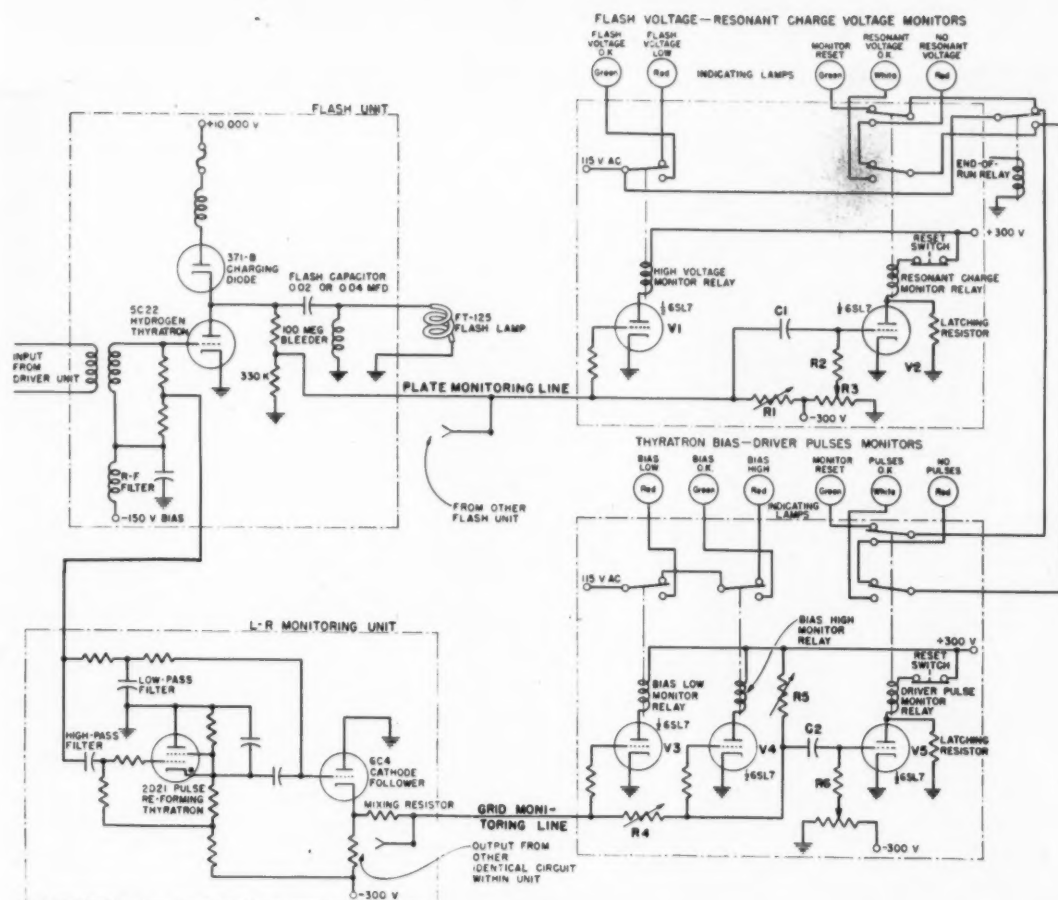 FLASH VOLTAGE—RESONANT CHARGE VOLTAGE MONITORS
FLASH
VOLTAGE
O.K
FLASH
VOLTAGE
LOW
MONITOR
RESET
RESONANT
VOLTAGE
O.K.
NO
RESONANT
VOLTAGE
Green
Red
INDICATING LAMPS
Green
White
Red
FLASH UNIT
+10,000 V
115 V AC
END-OF-
RUN RELAY
+300 V
RESET
SWITCH
371-B
CHARGING
DIODE
HIGH VOLTAGE
MONITOR RELAY
RESONANT CHARGE
MONITOR RELAY
FLASH CAPACITOR
0.02 OR 0.04 MFD
5C22
HYDROGEN
THYRATRON
100 MEG
BLEEDER
FT-125
FLASH LAMP
½ 6SL7
V1
C1
½ 6SL7
V2
LATCHING
RESISTOR
INPUT
FROM
DRIVER UNIT
330 K
R2
R3
PLATE MONITORING LINE
R1
-300 V
R-F
FILTER
-150 V BIAS
FROM OTHER
FLASH UNIT
THYRATRON BIAS—DRIVER PULSES MONITORS
BIAS
LOW
BIAS
O.K.
BIAS
HIGH
MONITOR
RESET
PULSES
O.K
NO
PULSES
Red
Green
Red
Green
White
Red
INDICATING
LAMPS
115 V AC
L-R MONITORING UNIT
BIAS HIGH
MONITOR
RELAY
+300 V
RESET
SWITCH
LOW-PASS
FILTER
BIAS LOW
MONITOR
RELAY
R5
DRIVER PULSE
MONITOR
RELAY
HIGH-PASS
FILTER
½ 6SL7
V3
V4
C2
V5
LATCHING
RESISTOR
6C4
CATHODE
FOLLOWER
½ 6SL7
R6
½ 6SL7
2D21 PULSE
RE-FORMING
THYRATRON
MIXING RESISTOR
GRID MONI-
TORING LINE
R4
OUTPUT FROM
OTHER
IDENTICAL CIRCUIT
WITHIN UNIT
-300 V
-300 V